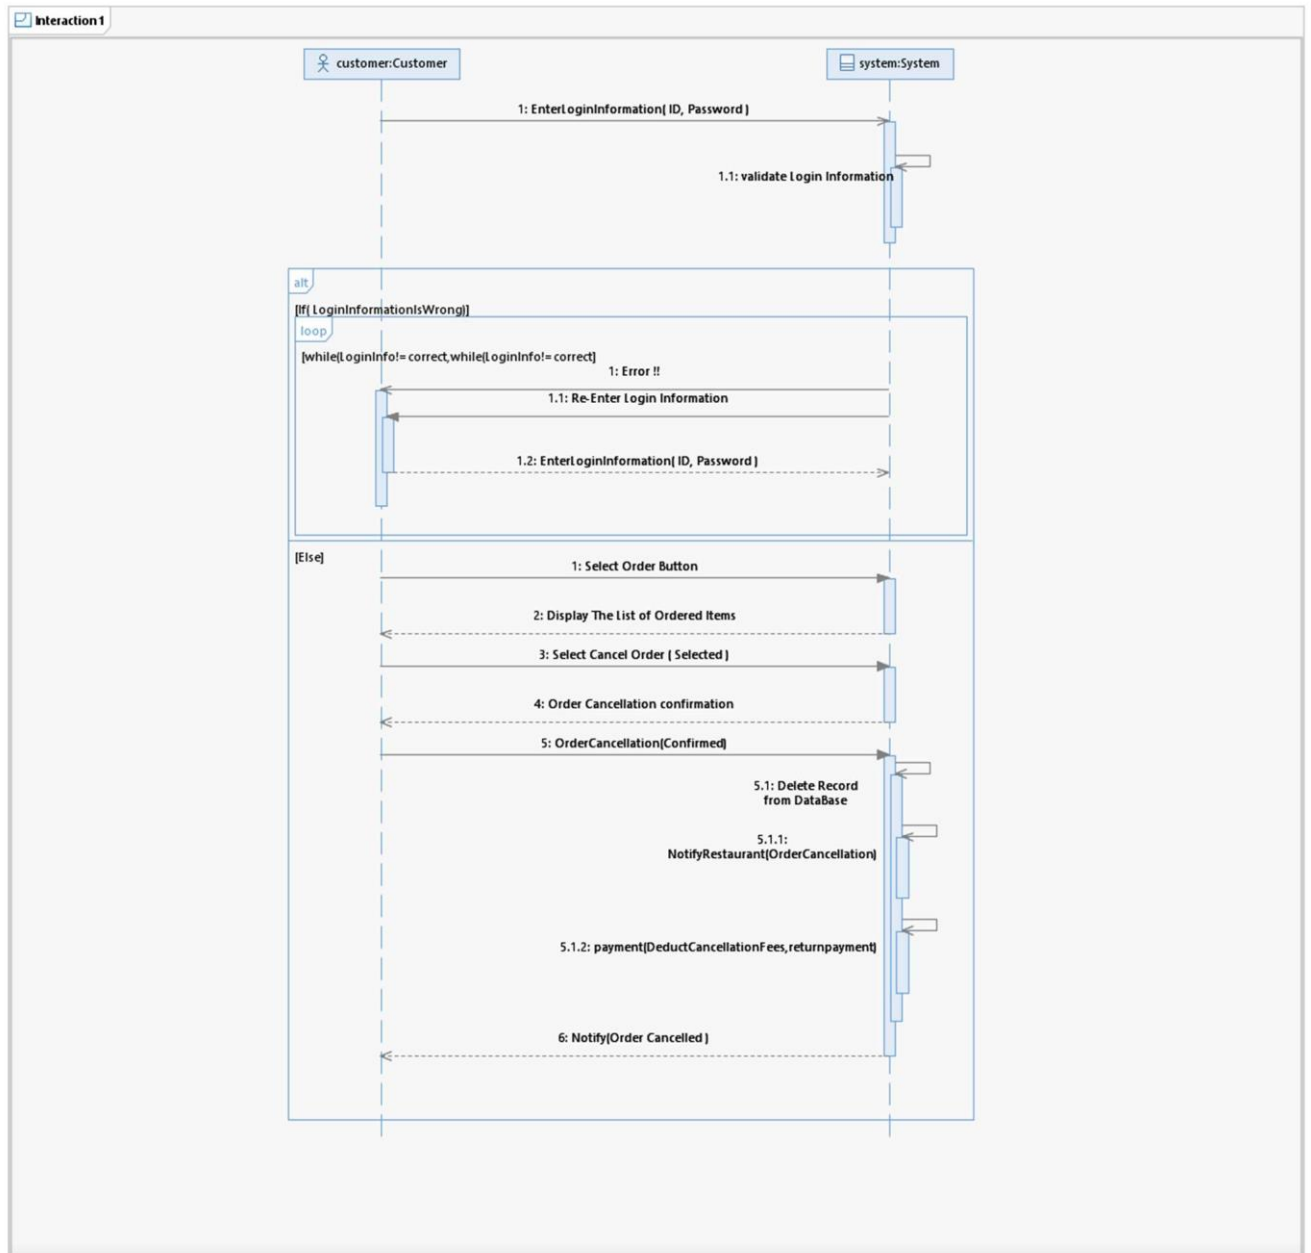 Interaction1
customer:Customer
system:System
1: EnterLoginInformation( ID, Password )
1.1: validate Login Information
alt
[If( LoginInformationIsWrong)]
loop
[while(LoginInfo!= correct,while(LoginInfo!= correct]
1: Error !!
1.1: Re-Enter Login Information
1.2: EnterLoginInformation( ID, Password )
[Else]
1: Select Order Button
2: Display The List of Ordered Items
3: Select Cancel Order ( Selected )
4: Order Cancellation confirmation
5: OrderCancellation(Confirmed)
5.1: Delete Record
from DataBase
5.1.1:
NotifyRestaurant(OrderCancellation)
5.1.2: payment(DeductCancellationFees,returnpayment)
6: Notify(Order Cancelled )